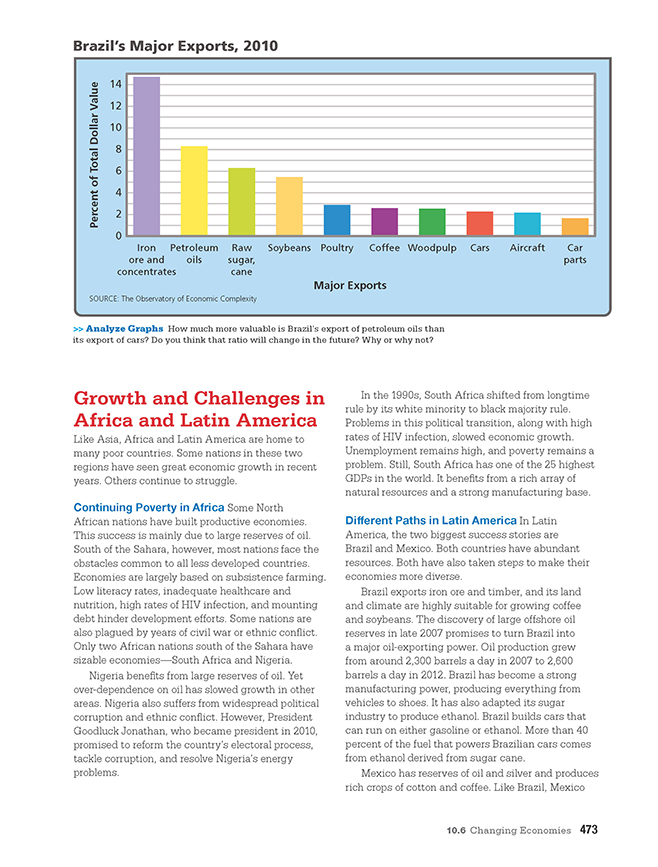 Brazil's Major Exports, 2010
Percent of Total Dollar Value
14
12
10
8
6
4
2
0
Iron ore and concentrates
Petroleum oils
Raw sugar, cane
Soybeans
Poultry
Coffee
Woodpulp
Cars
Aircraft
Car parts
Major Exports
SOURCE: The Observatory of Economic Complexity
>> Analyze Graphs How much more valuable is Brazil's export of petroleum oils than
its export of cars? Do you think that ratio will change in the future? Why or why not?
Growth and Challenges in
Africa and Latin America
Like Asia, Africa and Latin America are home to
many poor countries. Some nations in these two
regions have seen great economic growth in recent
years. Others continue to struggle.
Continuing Poverty in Africa Some North
African nations have built productive economies.
This success is mainly due to large reserves of oil.
South of the Sahara, however, most nations face the
obstacles common to all less developed countries.
Economies are largely based on subsistence farming.
Low literacy rates, inadequate healthcare and
nutrition, high rates of HIV infection, and mounting
debt hinder development efforts. Some nations are
also plagued by years of civil war or ethnic conflict.
Only two African nations south of the Sahara have
sizable economies—South Africa and Nigeria.
Nigeria benefits from large reserves of oil. Yet
over-dependence on oil has slowed growth in other
areas. Nigeria also suffers from widespread political
corruption and ethnic conflict. However, President
Goodluck Jonathan, who became president in 2010,
promised to reform the country's electoral process,
tackle corruption, and resolve Nigeria's energy
problems.
In the 1990s, South Africa shifted from longtime
rule by its white minority to black majority rule.
Problems in this political transition, along with high
rates of HIV infection, slowed economic growth.
Unemployment remains high, and poverty remains a
problem. Still, South Africa has one of the 25 highest
GDPs in the world. It benefits from a rich array of
natural resources and a strong manufacturing base.
Different Paths in Latin America In Latin
America, the two biggest success stories are
Brazil and Mexico. Both countries have abundant
resources. Both have also taken steps to make their
economies more diverse.
Brazil exports iron ore and timber, and its land
and climate are highly suitable for growing coffee
and soybeans. The discovery of large offshore oil
reserves in late 2007 promises to turn Brazil into
a major oil-exporting power. Oil production grew
from around 2,300 barrels a day in 2007 to 2,600
barrels a day in 2012. Brazil has become a strong
manufacturing power, producing everything from
vehicles to shoes. It has also adapted its sugar
industry to produce ethanol. Brazil builds cars that
can run on either gasoline or ethanol. More than 40
percent of the fuel that powers Brazilian cars comes
from ethanol derived from sugar cane.
Mexico has reserves of oil and silver and produces
rich crops of cotton and coffee. Like Brazil, Mexico
10.6 Changing Economies 473